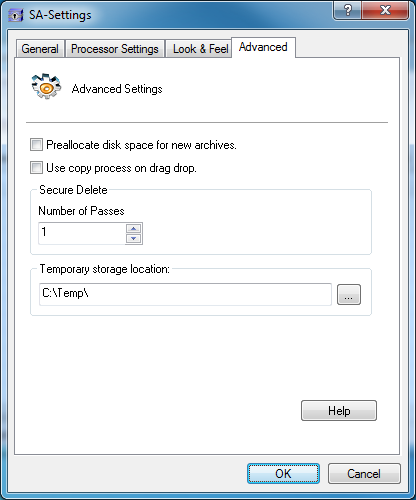 SA-Settings
General Processor Settings Look & Feel Advanced
Advanced Settings
Preallocate disk space for new archives.
Use copy process on drag drop.
Secure Delete
Number of Passes
1
Temporary storage location:
C:\Temp\ ...
Help
OK Cancel